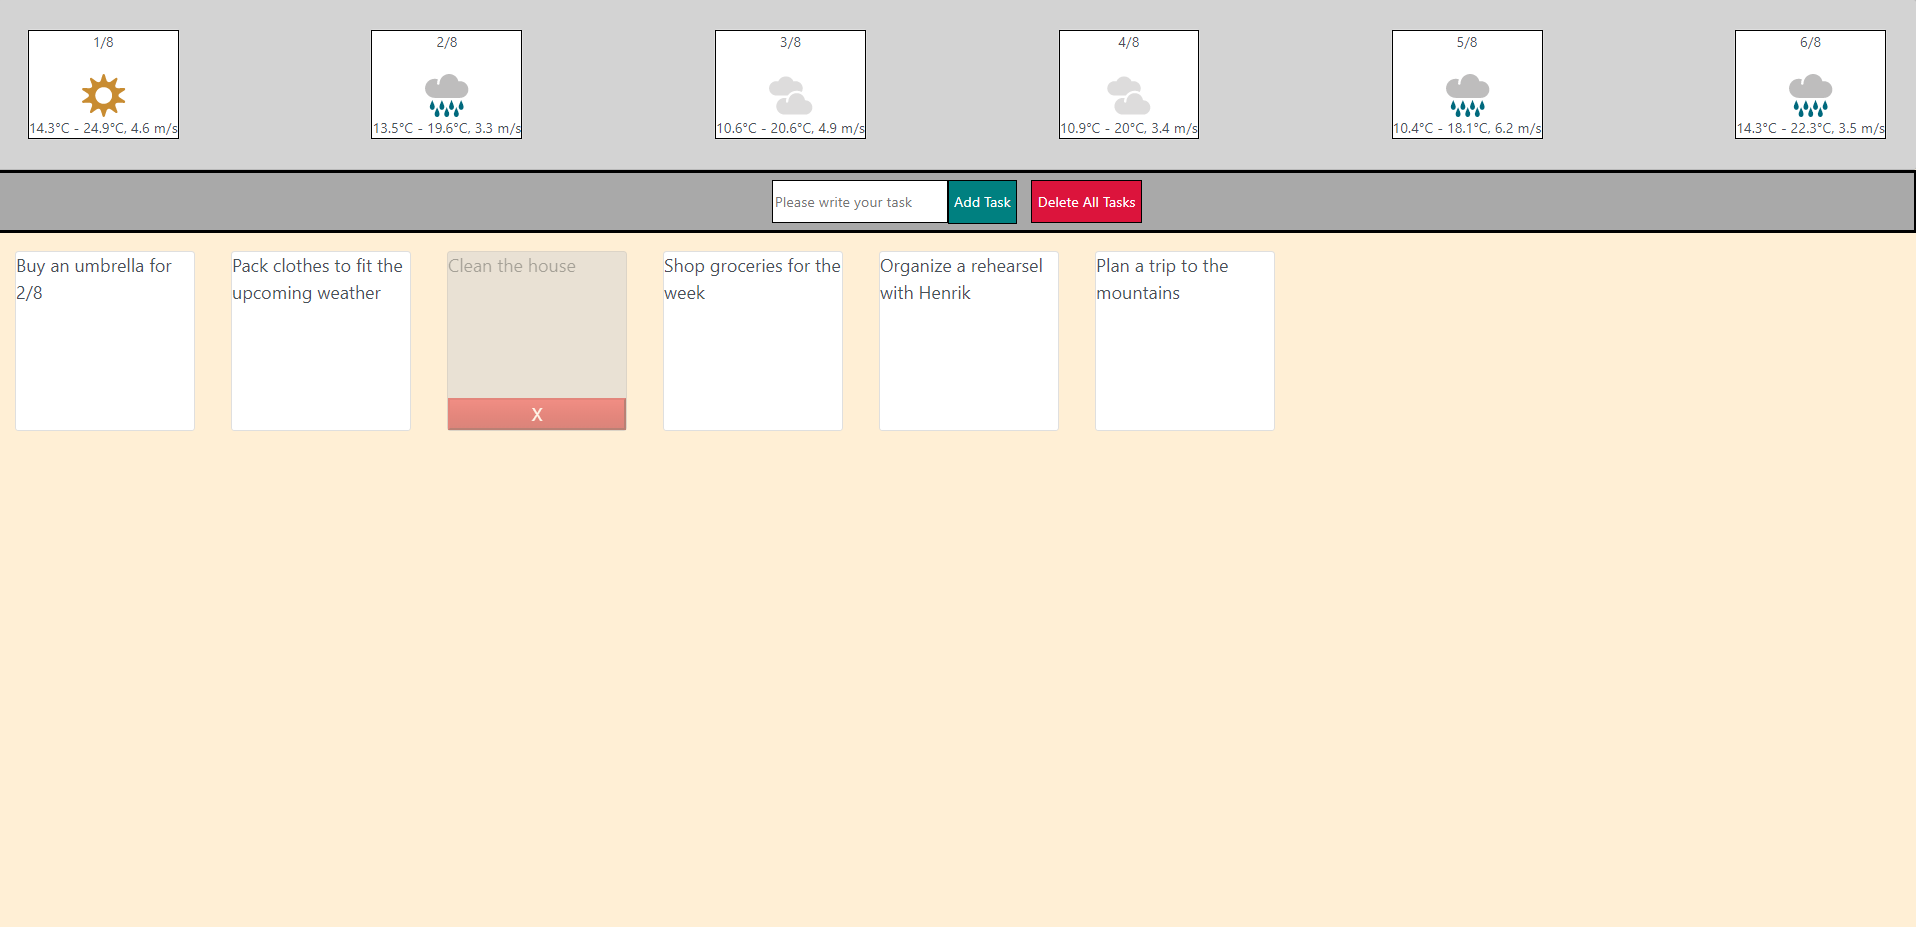 1/8
14.3°C - 24.9°C, 4.6 m/s
2/8
13.5°C - 19.6°C, 3.3 m/s
3/8
10.6°C - 20.6°C, 4.9 m/s
4/8
10.9°C - 20°C, 3.4 m/s
5/8
10.4°C - 18.1°C, 6.2 m/s
6/8
14.3°C - 22.3°C, 3.5 m/s
Please write your task
Add Task
Delete All Tasks
Buy an umbrella for
2/8
Pack clothes to fit the
upcoming weather
Clean the house
X
Shop groceries for the
week
Organize a rehearsel
with Henrik
Plan a trip to the
mountains